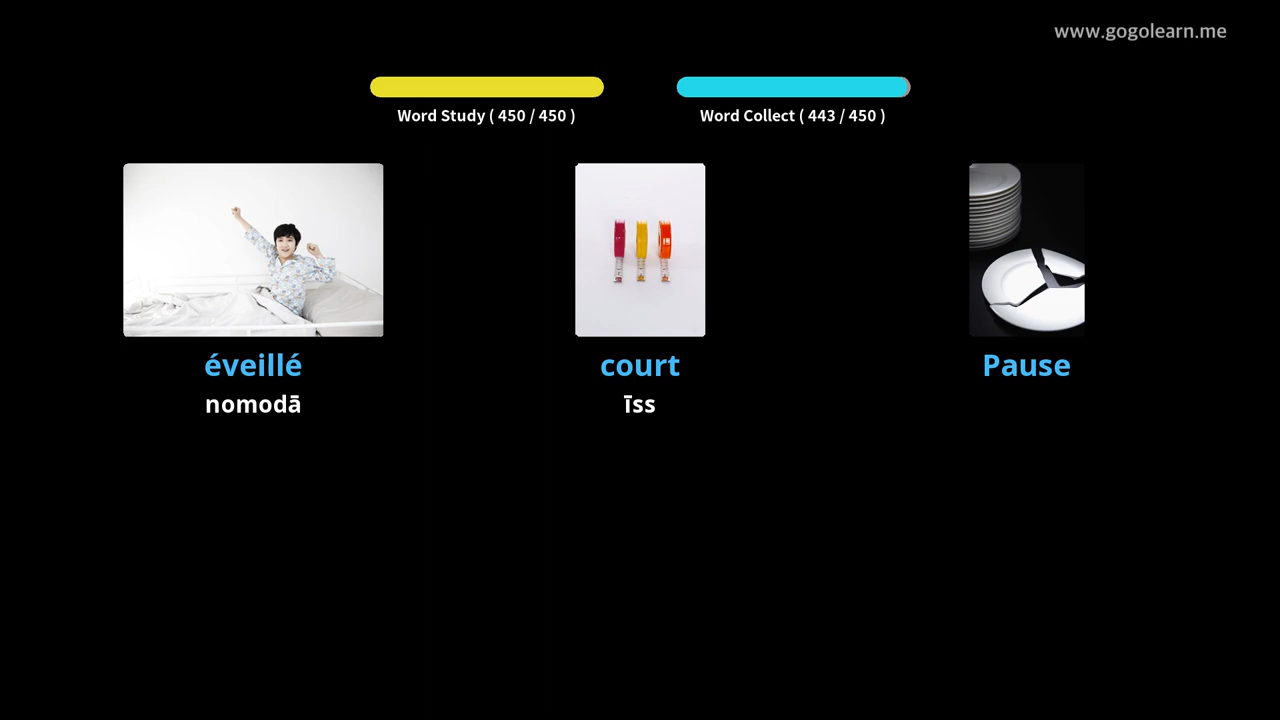 www.gogolearn.me
Word Study ( 450 / 450 )
Word Collect ( 443 / 450 )
éveillé
court
Pause
nomodā
īss